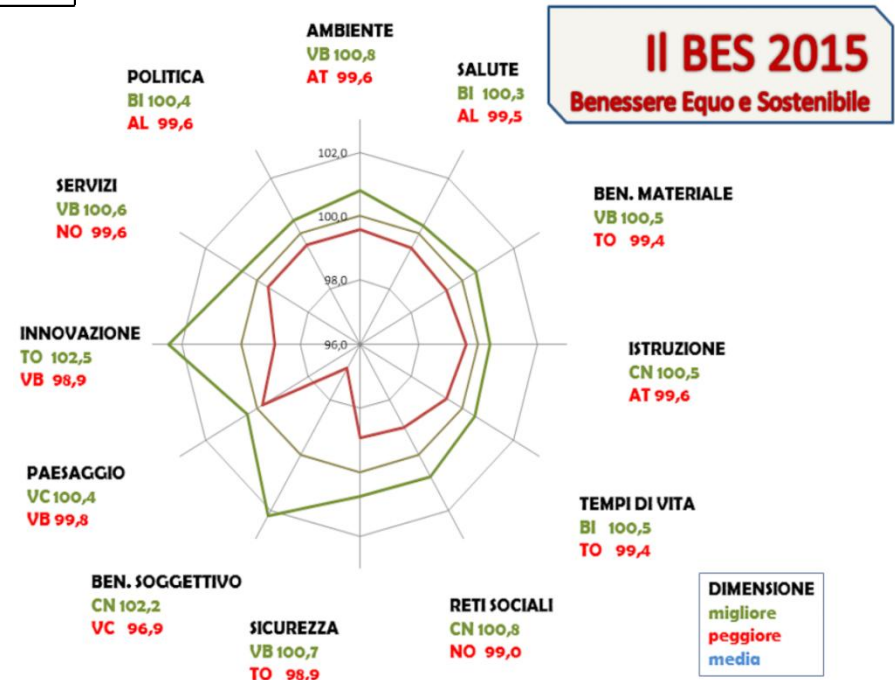 Il BES 2015
Benessere Equo e Sostenibile
AMBIENTE
VB 100,8
AT 99,6
SALUTE
BI 100,3
AL 99,5
BEN. MATERIALE
VB 100,5
TO 99,4
ISTRUZIONE
CN 100,5
AT 99,6
TEMPI DI VITA
BI 100,5
TO 99,4
RETI SOCIALI
CN 100,8
NO 99,0
SICUREZZA
VB 100,7
TO 98,9
BEN. SOGGETTIVO
CN 102,2
VC 96,9
PAESAGGIO
VC 100,4
VB 99,8
INNOVAZIONE
TO 102,5
VB 98,9
SERVIZI
VB 100,6
NO 99,6
POLITICA
BI 100,4
AL 99,6
102,0
100,0
98,0
96,0
DIMENSIONE
migliore
peggiore
media